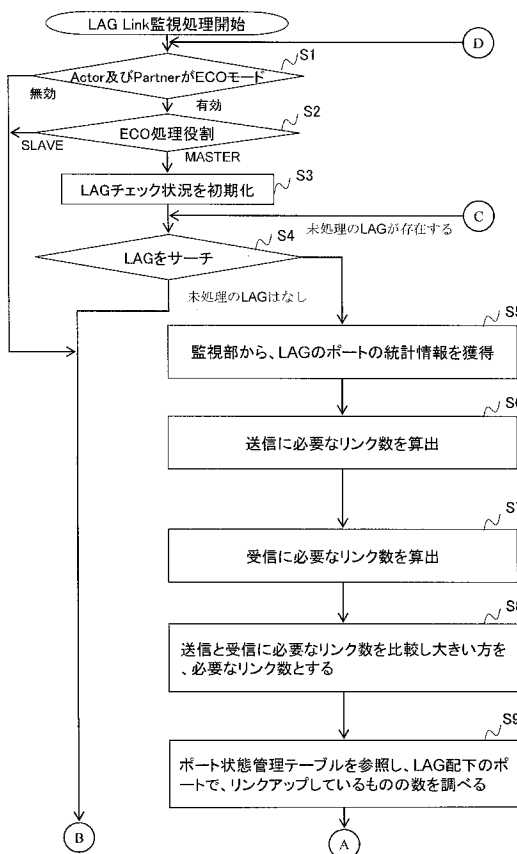 LAG Link監視処理開始
D
S1
Actor及びPartnerがECOモード
無効
有効
S2
ECO処理役割
SLAVE
MASTER
S3
LAGチェック状況を初期化
C
未処理のLAGが存在する
S4
LAGをサーチ
未処理のLAGはなし
S5
監視部から、LAGのポートの統計情報を獲得
S6
送信に必要なリンク数を算出
S7
受信に必要なリンク数を算出
S8
送信と受信に必要なリンク数を比較し大きい方を
、必要なリンク数とする
S9
ポート状態管理テーブルを参照し、LAG配下のポ
ートで、リンクアップしているものの数を調べる
B
A